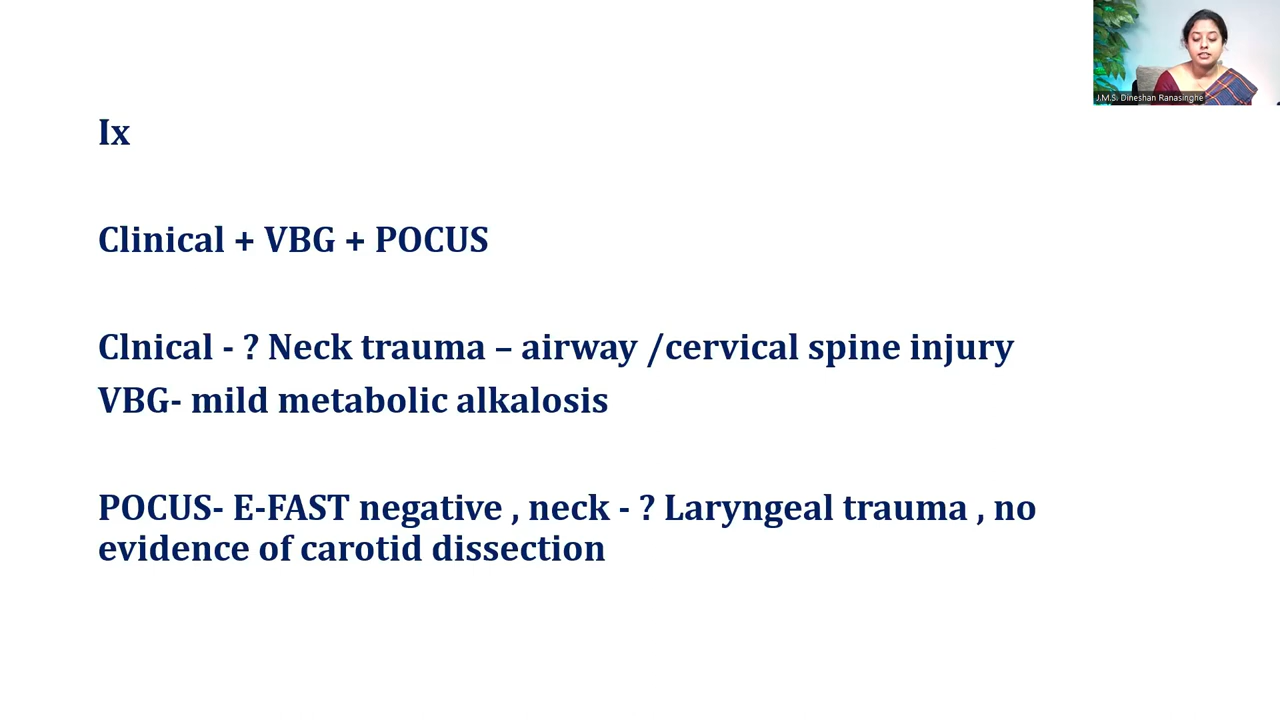 J.M.S. Dineshan Ranasinghe
Ix
Clinical + VBG + POCUS
Clnical - ? Neck trauma – airway /cervical spine injury
VBG- mild metabolic alkalosis
POCUS- E-FAST negative , neck - ? Laryngeal trauma , no
evidence of carotid dissection